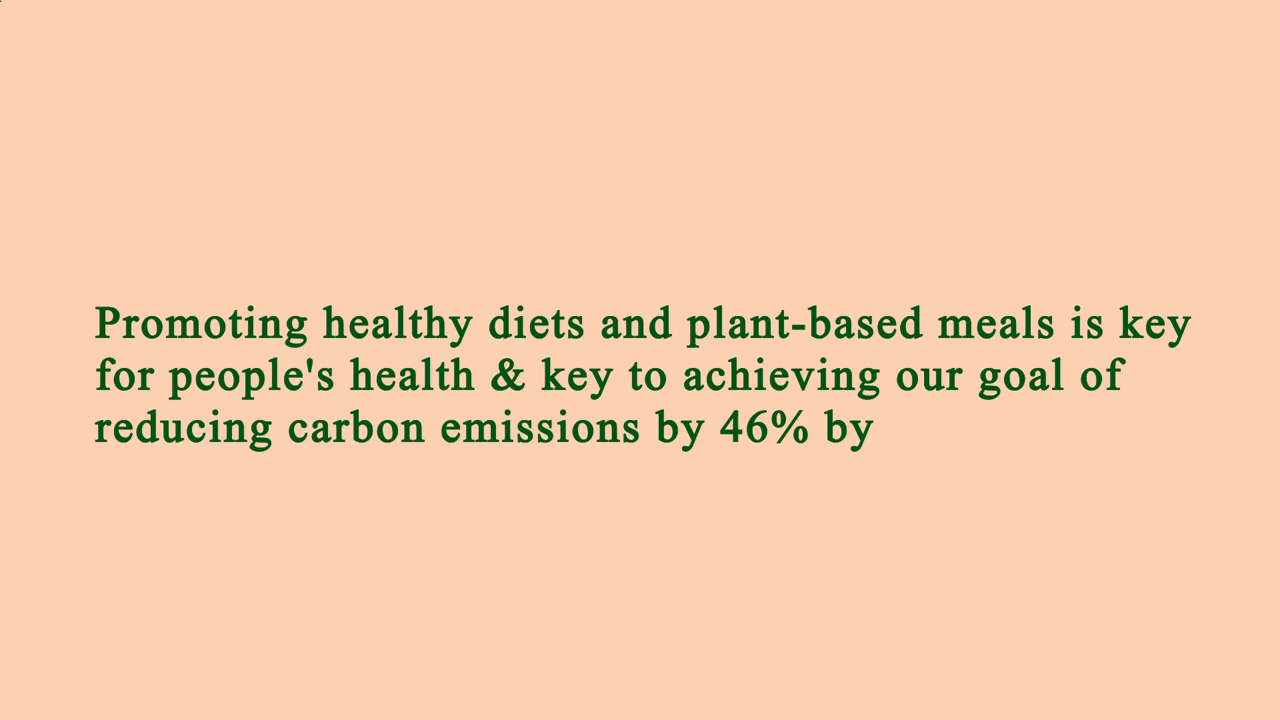 Promoting healthy diets and plant-based meals is key
for people's health & key to achieving our goal of
reducing carbon emissions by 46% by